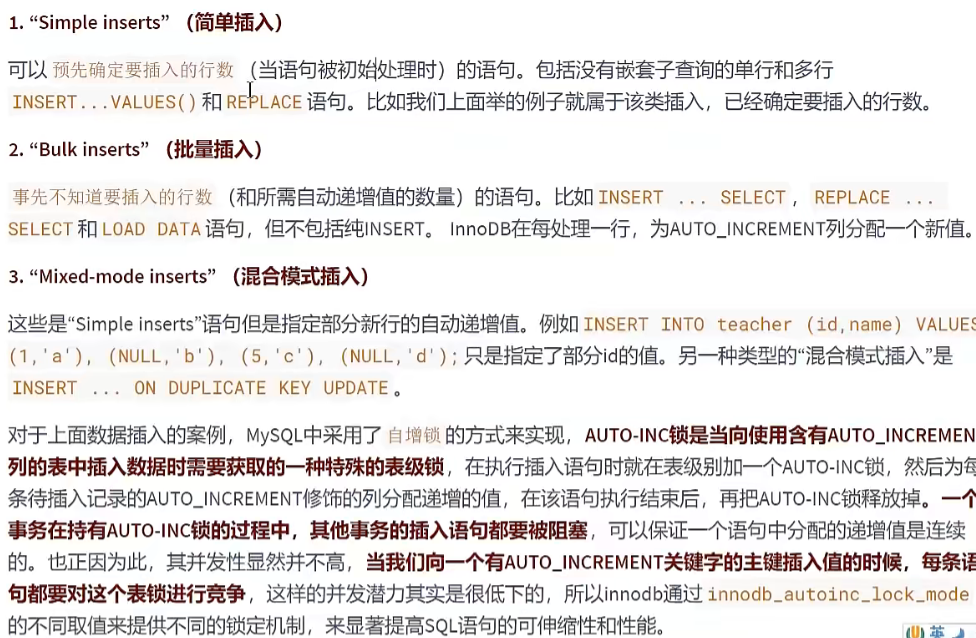 1. “Simple inserts” （简单插入）
可以 预先确定要插入的行数 （当语句被初始处理时）的语句。包括没有嵌套子查询的单行和多行
INSERT...VALUES() 和 REPLACE 语句。比如我们上面举的例子就属于该类插入，已经确定要插入的行数。
2. “Bulk inserts” （批量插入）
事先不知道要插入的行数 （和所需自动递增值的数量）的语句。比如 INSERT ... SELECT ， REPLACE ...
SELECT 和 LOAD DATA 语句，但不包括纯INSERT。 InnoDB在每处理一行，为AUTO_INCREMENT列分配一个新值。
3. “Mixed-mode inserts” （混合模式插入）
这些是“Simple inserts”语句但是指定部分新行的自动递增值。例如 INSERT INTO teacher (id,name) VALUES
(1,'a'), (NULL,'b'), (5,'c'), (NULL,'d'); 只是指定了部分id的值。另一种类型的“混合模式插入”是
INSERT ... ON DUPLICATE KEY UPDATE 。
对于上面数据插入的案例，MySQL中采用了 自增锁 的方式来实现，AUTO-INC锁是当向使用含有AUTO_INCREMEN
列的表中插入数据时需要获取的一种特殊的表级锁，在执行插入语句时就在表级别加一个AUTO-INC锁，然后为每
条待插入记录的AUTO_INCREMENT修饰的列分配递增的值，在该语句执行结束后，再把AUTO-INC锁释放掉。一个
事务在持有AUTO-INC锁的过程中，其他事务的插入语句都要被阻塞，可以保证一个语句中分配的递增值是连续
的。也正因为此，其并发性显然并不高，当我们向一个有AUTO_INCREMENT关键字的主键插入值的时候，每条语
句都要对这个表锁进行竞争，这样的并发潜力其实是很低下的，所以innodb通过 innodb_autoinc_lock_mode
的不同取值来提供不同的锁定机制，来显著提高SQL语句的可伸缩性和性能。
英